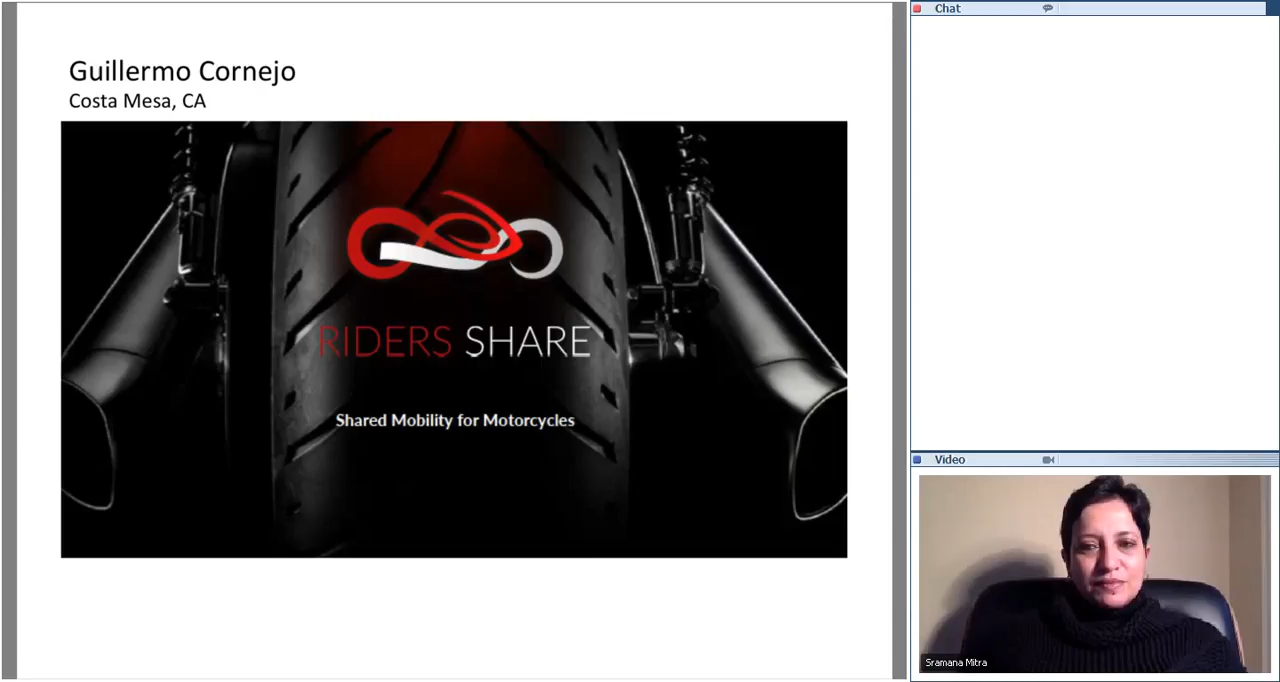 Guillermo Cornejo
Costa Mesa, CA
RIDERS SHARE
Shared Mobility for Motorcycles
Chat
Video
Sramana Mitra